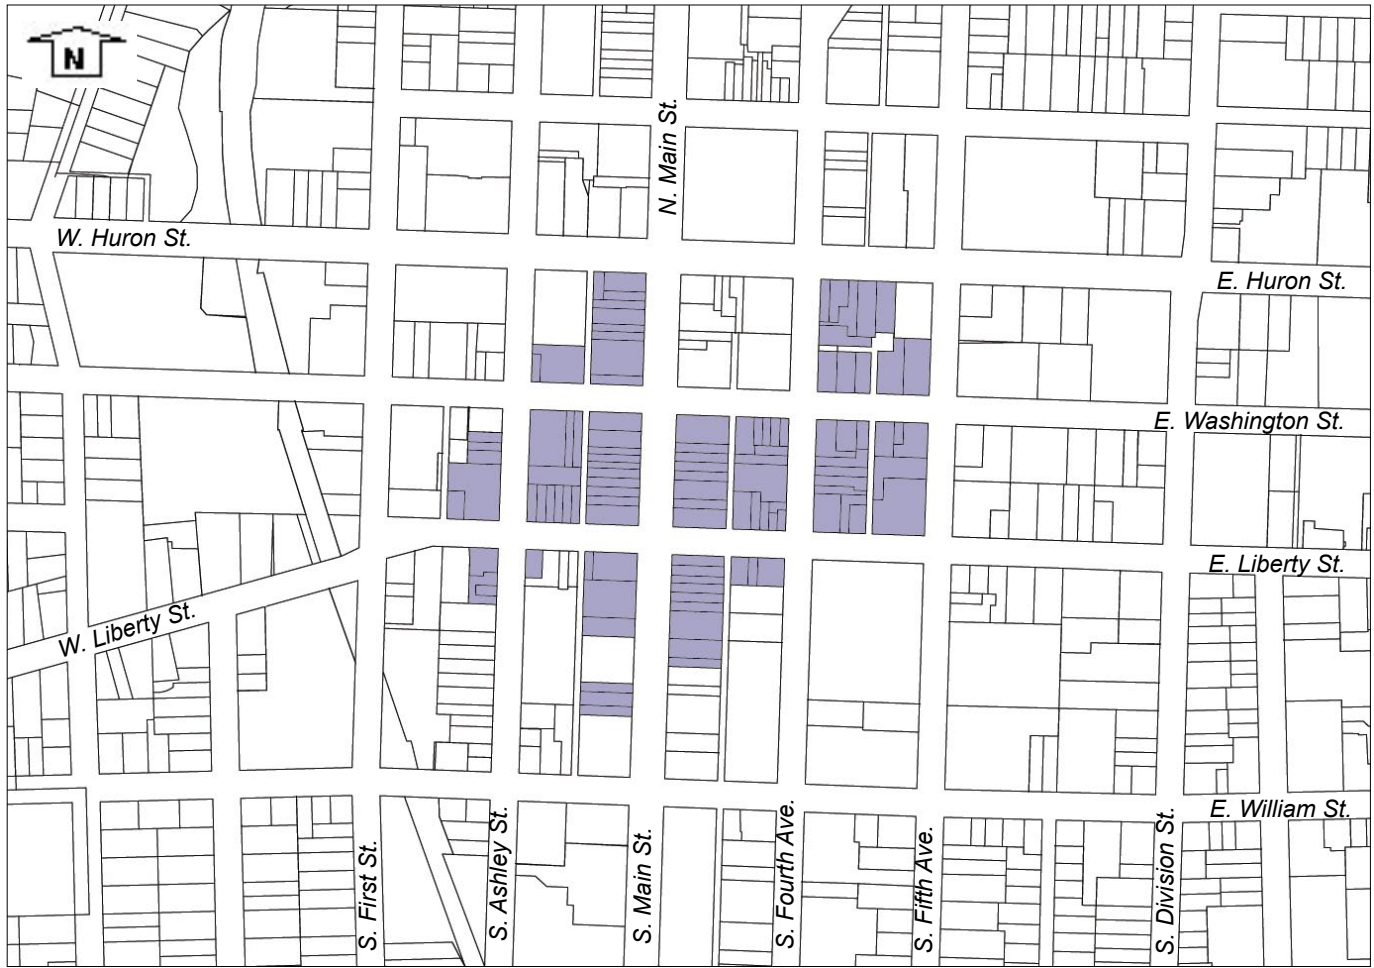 N
N. Main St.
W. Huron St.
E. Huron St.
E. Washington St.
E. Liberty St.
W. Liberty St.
E. William St.
S. First St.
S. Ashley St.
S. Main St.
S. Fourth Ave.
S. Fifth Ave.
S. Division St.